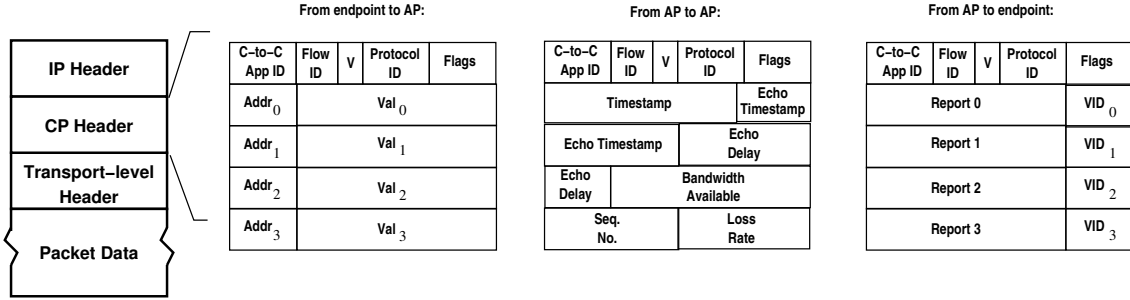 From endpoint to AP:
From AP to AP:
From AP to endpoint:
IP Header
CP Header
Transport−level
Header
Packet Data
C−to−C
App ID
Flow
ID
V
Protocol
ID
Flags
Addr0
Val 0
Addr1
Val 1
Addr2
Val 2
Addr3
Val 3
C−to−C
App ID
Flow
ID
V
Protocol
ID
Flags
Timestamp
Echo
Timestamp
Echo Timestamp
Echo
Delay
Echo
Delay
Bandwidth
Available
Seq.
No.
Loss
Rate
C−to−C
App ID
Flow
ID
V
Protocol
ID
Flags
Report 0
VID 0
Report 1
VID 1
Report 2
VID 2
Report 3
VID 3